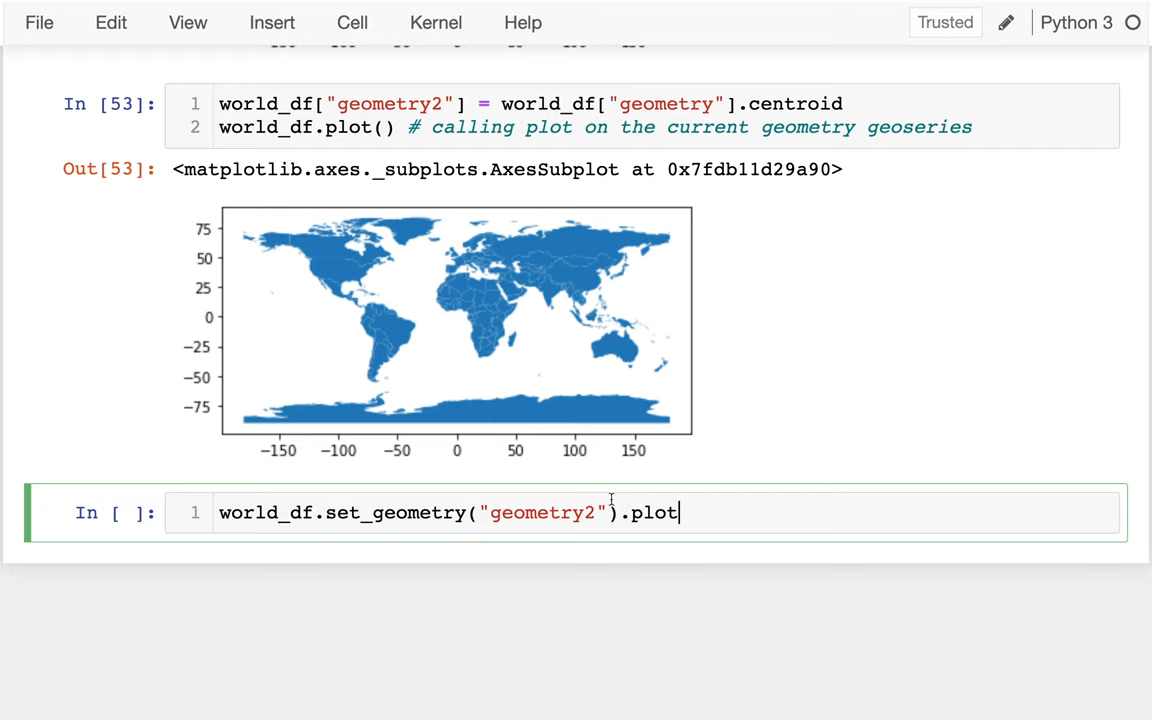 File Edit View Insert Cell Kernel Help Trusted Python 3
In [53]: 1 world_df["geometry2"] = world_df["geometry"].centroid
2 world_df.plot() # calling plot on the current geometry geoseries
Out[53]: <matplotlib.axes._subplots.AxesSubplot at 0x7fdb11d29a90>
75
50
25
0
−25
−50
−75
−150 −100 −50 0 50 100 150
In [ ]: 1 world_df.set_geometry("geometry2").plot